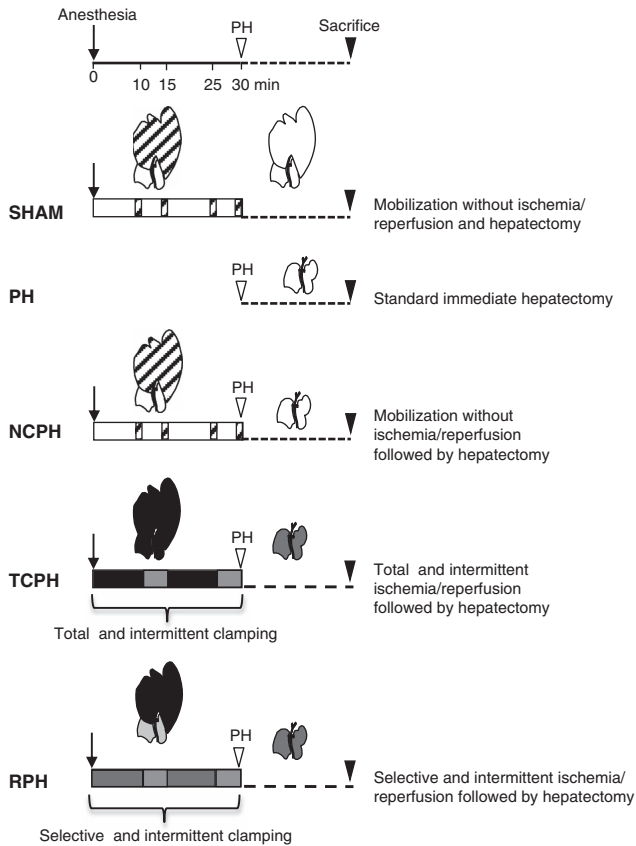 Anesthesia
PH
Sacrifice
0
10 15 25 30 min
SHAM
Mobilization without ischemia/
reperfusion and hepatectomy
PH
PH
Standard immediate hepatectomy
PH
NCPH
Mobilization without
ischemia/reperfusion
followed by hepatectomy
PH
TCPH
Total and intermittent
ischemia/reperfusion
followed by hepatectomy
Total and intermittent clamping
PH
RPH
Selective and intermittent ischemia/
reperfusion followed by hepatectomy
Selective and intermittent clamping